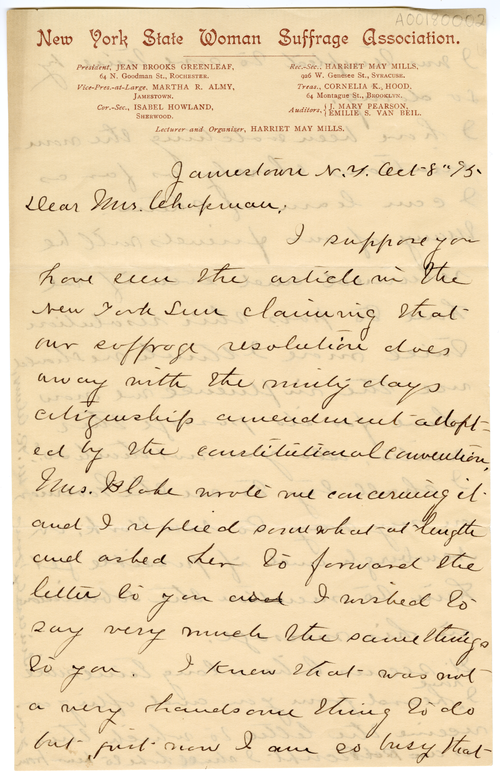 A00180002
New York State Woman Suffrage Association.
President, JEAN BROOKS GREENLEAF,
64 N. Goodman St., ROCHESTER.
Vice-Pres.-at-Large, MARTHA R. ALMY,
JAMESTOWN.
Cor.-Sec., ISABEL HOWLAND,
SHERWOOD.
Rec.-Sec., HARRIET MAY MILLS,
926 W. Genesee St., SYRACUSE.
Treas., CORNELIA K. HOOD,
64 Montague St., BROOKLYN.
Auditors, { J. MARY PEARSON,
EMILIE S. VAN BEIL.
Lecturer and Organizer, HARRIET MAY MILLS.
Jamestown N.Y. Oct 8" 95
Dear Mrs. Chapman;
I suppose you
have seen the article in the
New York Sun claiming that
our suffrage resolution does
away with the ninty days
citizenship amendment adopt-
ed by the constitutional convention.
Mrs. Blake wrote me concerning it
and I replied somewhat at length
and asked her to forward the
letter to you and I wished to
say very much the same things
to you. I knew that was not
a very handsome thing to do
but just now I am so busy that